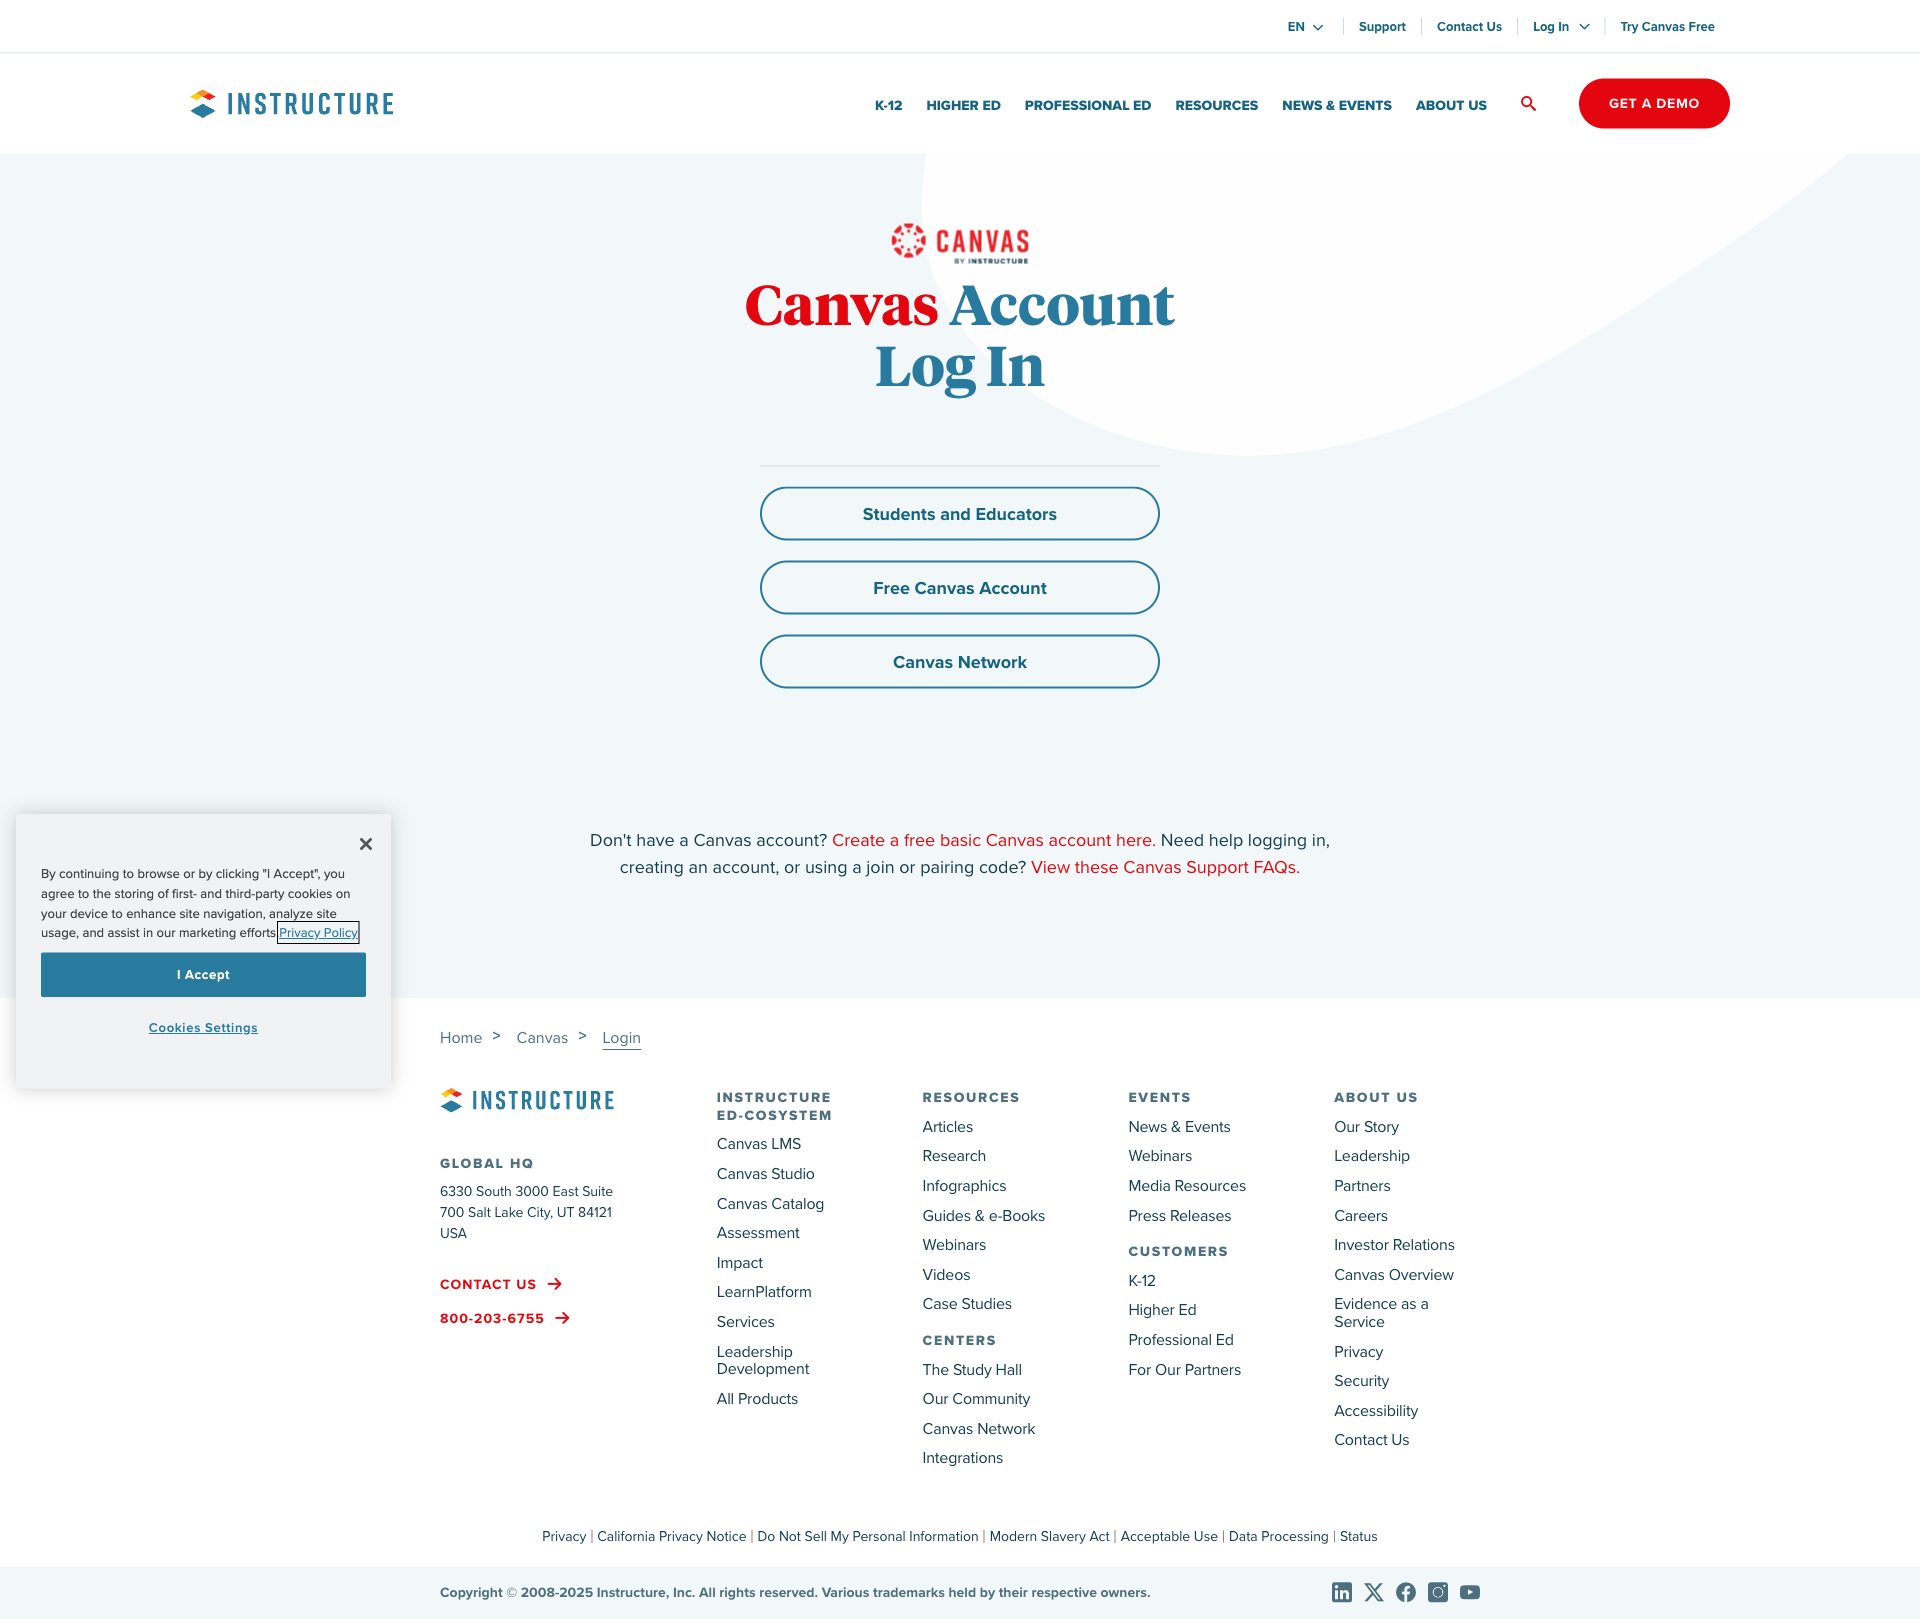 EN
Support
Contact Us
Log In
Try Canvas Free
INSTRUCTURE
K-12
HIGHER ED
PROFESSIONAL ED
RESOURCES
NEWS & EVENTS
ABOUT US
GET A DEMO
CANVAS
BY INSTRUCTURE
Canvas Account
Log In
Students and Educators
Free Canvas Account
Canvas Network
Don't have a Canvas account? Create a free basic Canvas account here. Need help logging in,
creating an account, or using a join or pairing code? View these Canvas Support FAQs.
By continuing to browse or by clicking "I Accept", you
agree to the storing of first- and third-party cookies on
your device to enhance site navigation, analyze site
usage, and assist in our marketing efforts.Privacy Policy
I Accept
Cookies Settings
Home > Canvas > Login
INSTRUCTURE
GLOBAL HQ
6330 South 3000 East Suite
700 Salt Lake City, UT 84121
USA
CONTACT US
800-203-6755
INSTRUCTURE
ED-COSYSTEM
Canvas LMS
Canvas Studio
Canvas Catalog
Assessment
Impact
LearnPlatform
Services
Leadership
Development
All Products
RESOURCES
Articles
Research
Infographics
Guides & e-Books
Webinars
Videos
Case Studies
CENTERS
The Study Hall
Our Community
Canvas Network
Integrations
EVENTS
News & Events
Webinars
Media Resources
Press Releases
CUSTOMERS
K-12
Higher Ed
Professional Ed
For Our Partners
ABOUT US
Our Story
Leadership
Partners
Careers
Investor Relations
Canvas Overview
Evidence as a
Service
Privacy
Security
Accessibility
Contact Us
Privacy | California Privacy Notice | Do Not Sell My Personal Information | Modern Slavery Act | Acceptable Use | Data Processing | Status
Copyright © 2008-2025 Instructure, Inc. All rights reserved. Various trademarks held by their respective owners.